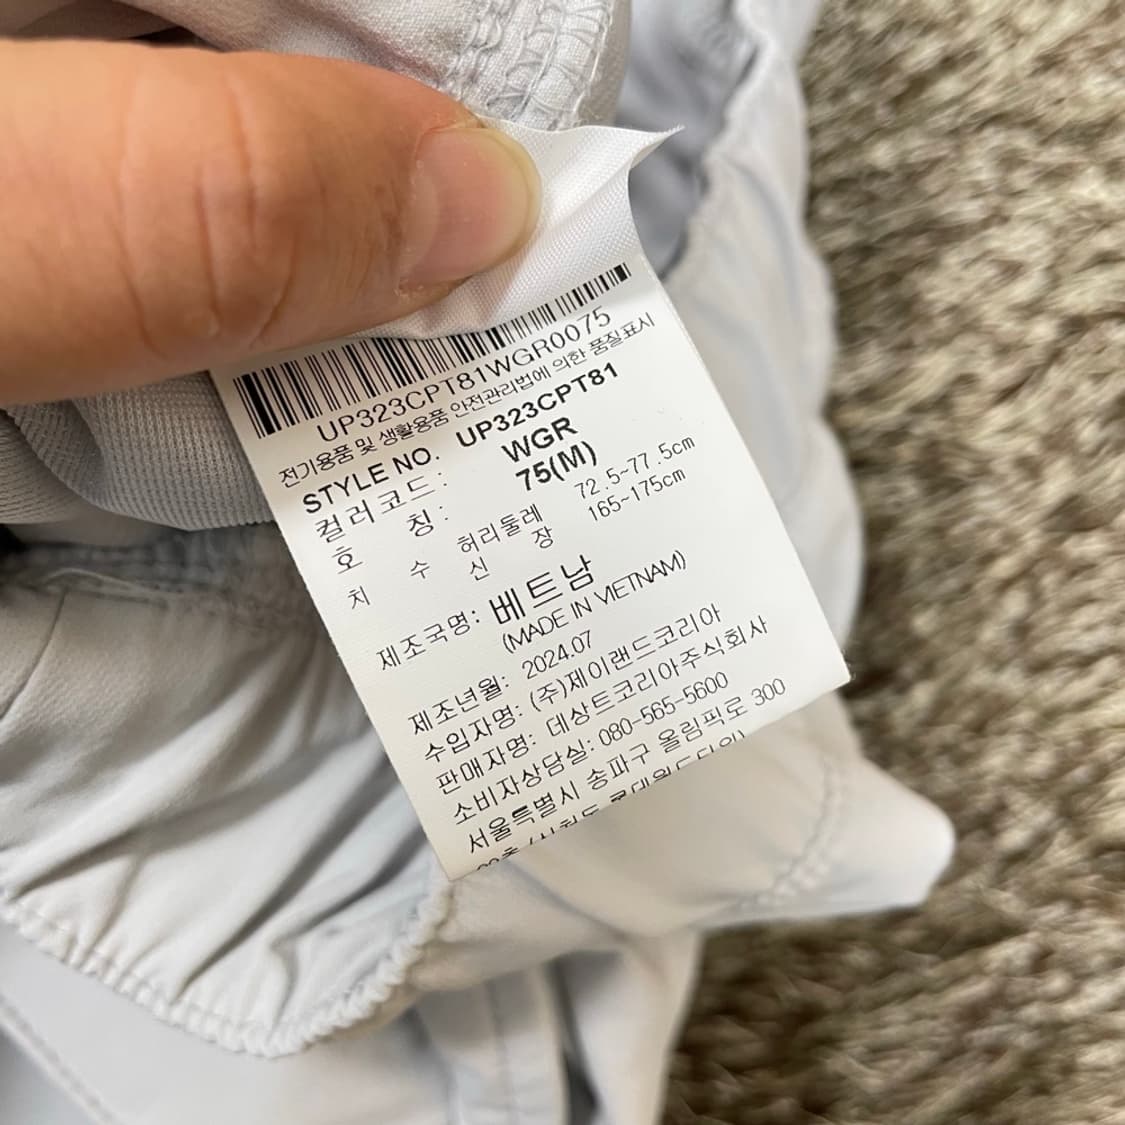 UP323CPT81WGR0075
전기용품 및 생활용품 안전관리법에 의한 품질표시
STYLE NO. UP323CPT81
컬러코드: WGR
호 칭: 75(M)
치 수 허리둘레 72.5~77.5cm
신 장 165~175cm
제조국명: 베트남
(MADE IN VIETNAM)
제조년월: 2024.07
수입자명: (주)제이랜드코리아
판매자명: 데상트코리아주식회사
소비자상담실: 080-565-5600
서울특별시 송파구 올림픽로 300